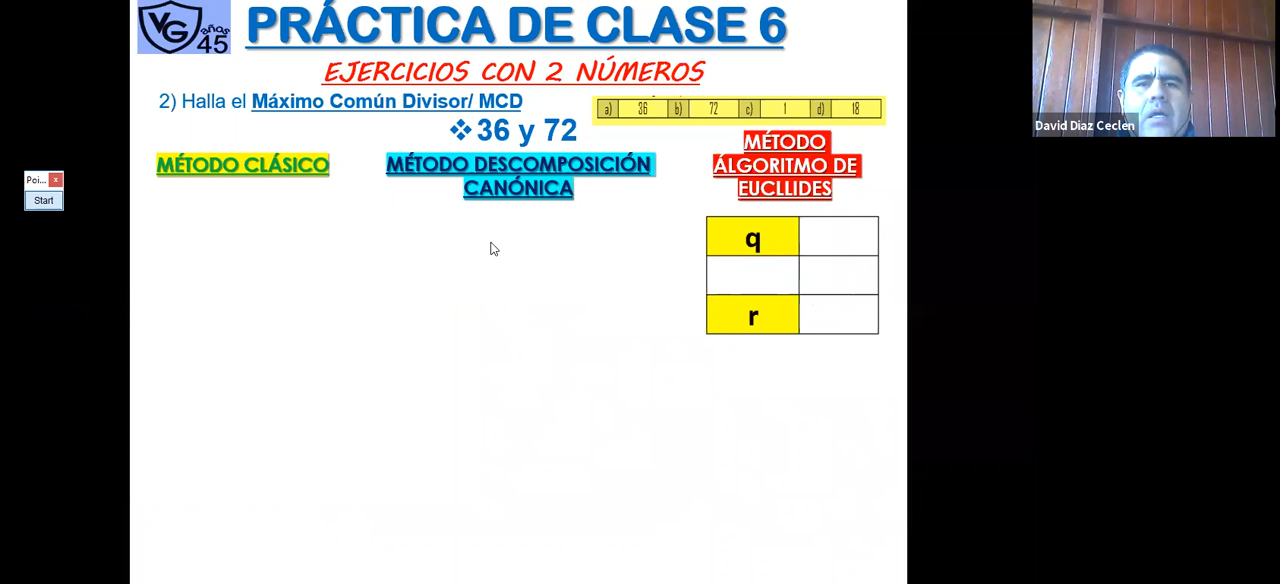 VG
años
45
PRÁCTICA DE CLASE 6
EJERCICIOS CON 2 NÚMEROS
2) Halla el Máximo Común Divisor/ MCD
a) 36 b) 72 c) 1 d) 18
❖ 36 y 72
MÉTODO CLÁSICO
MÉTODO DESCOMPOSICIÓN
CANÓNICA
MÉTODO
ÁLGORITMO DE
EUCLLIDES
q
r
Poi... x
Start
David Diaz Ceclen